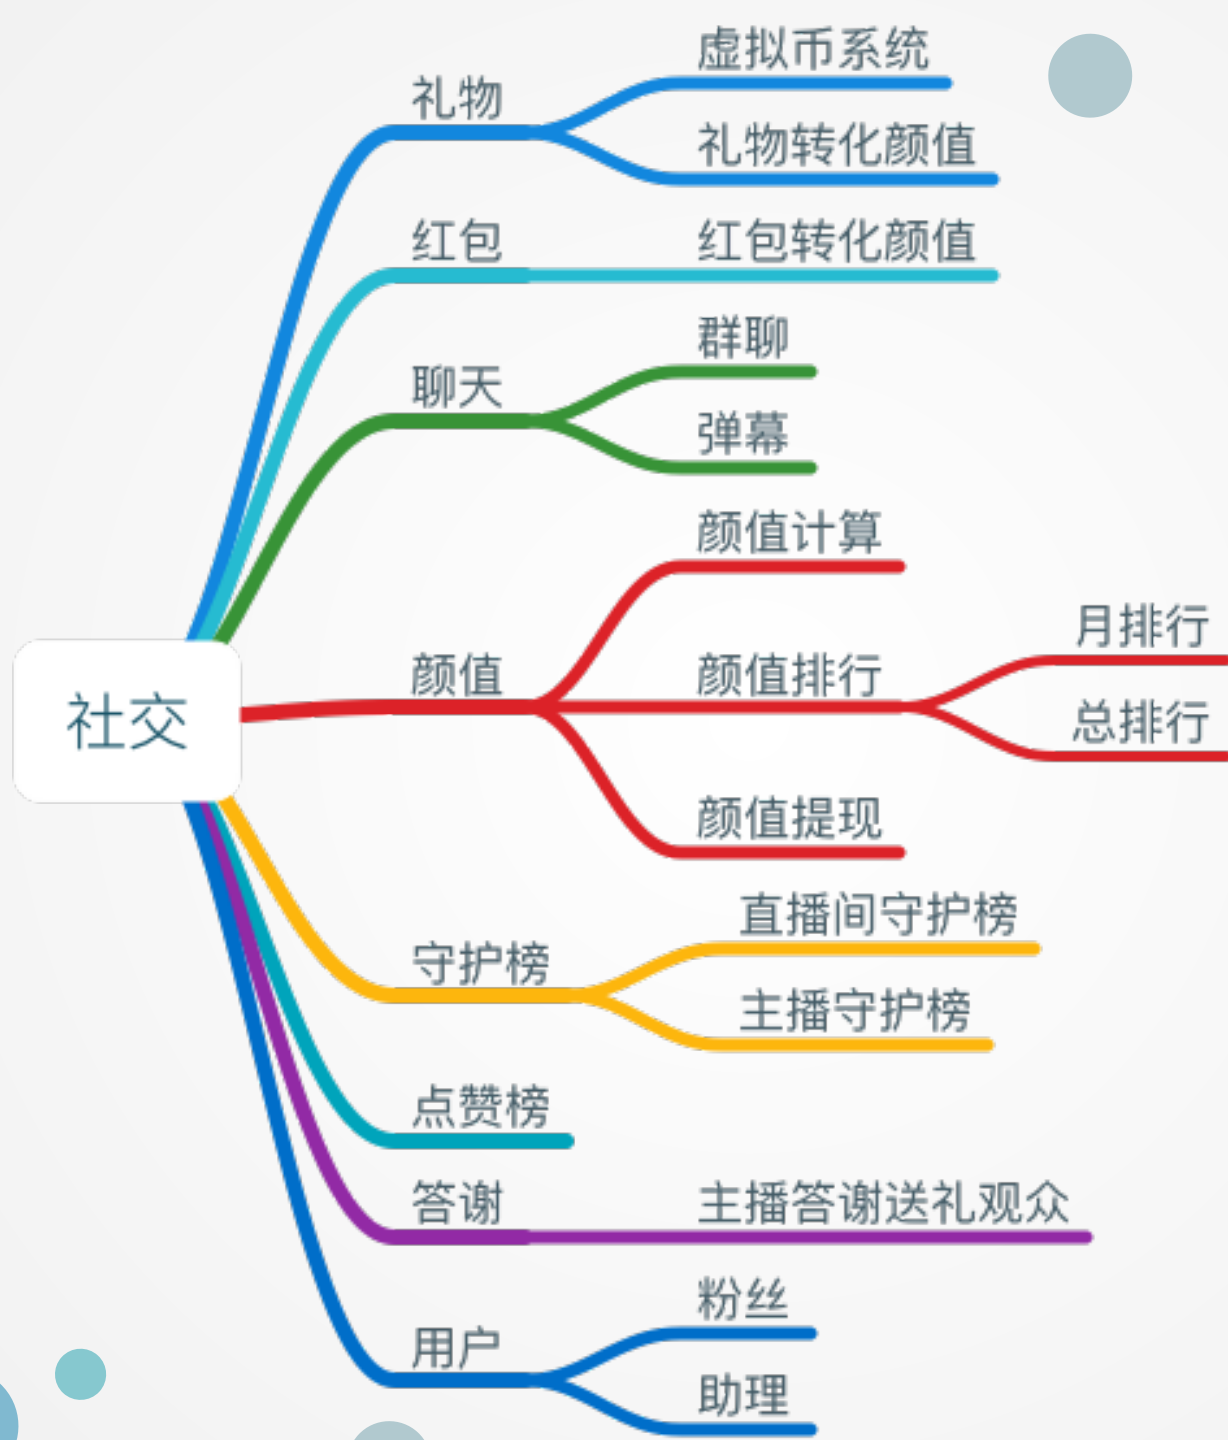 社交
礼物
虚拟币系统
礼物转化颜值
红包
红包转化颜值
聊天
群聊
弹幕
颜值
颜值计算
颜值排行
月排行
总排行
颜值提现
守护榜
直播间守护榜
主播守护榜
点赞榜
答谢
主播答谢送礼观众
用户
粉丝
助理